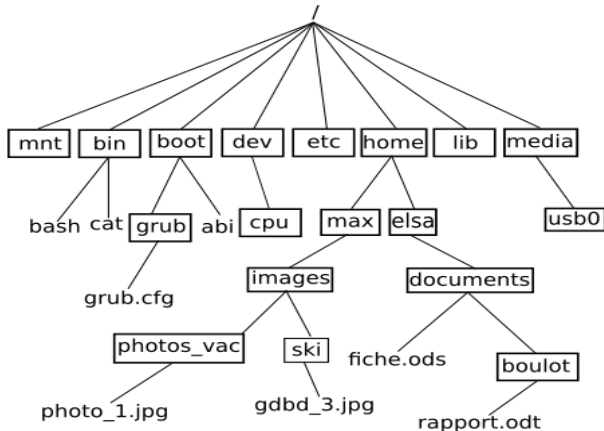 /
mnt bin boot dev etc home lib media
bash cat grub abi cpu max elsa usb0
grub.cfg images documents
photos_vac ski fiche.ods boulot
photo_1.jpg gdbd_3.jpg rapport.odt